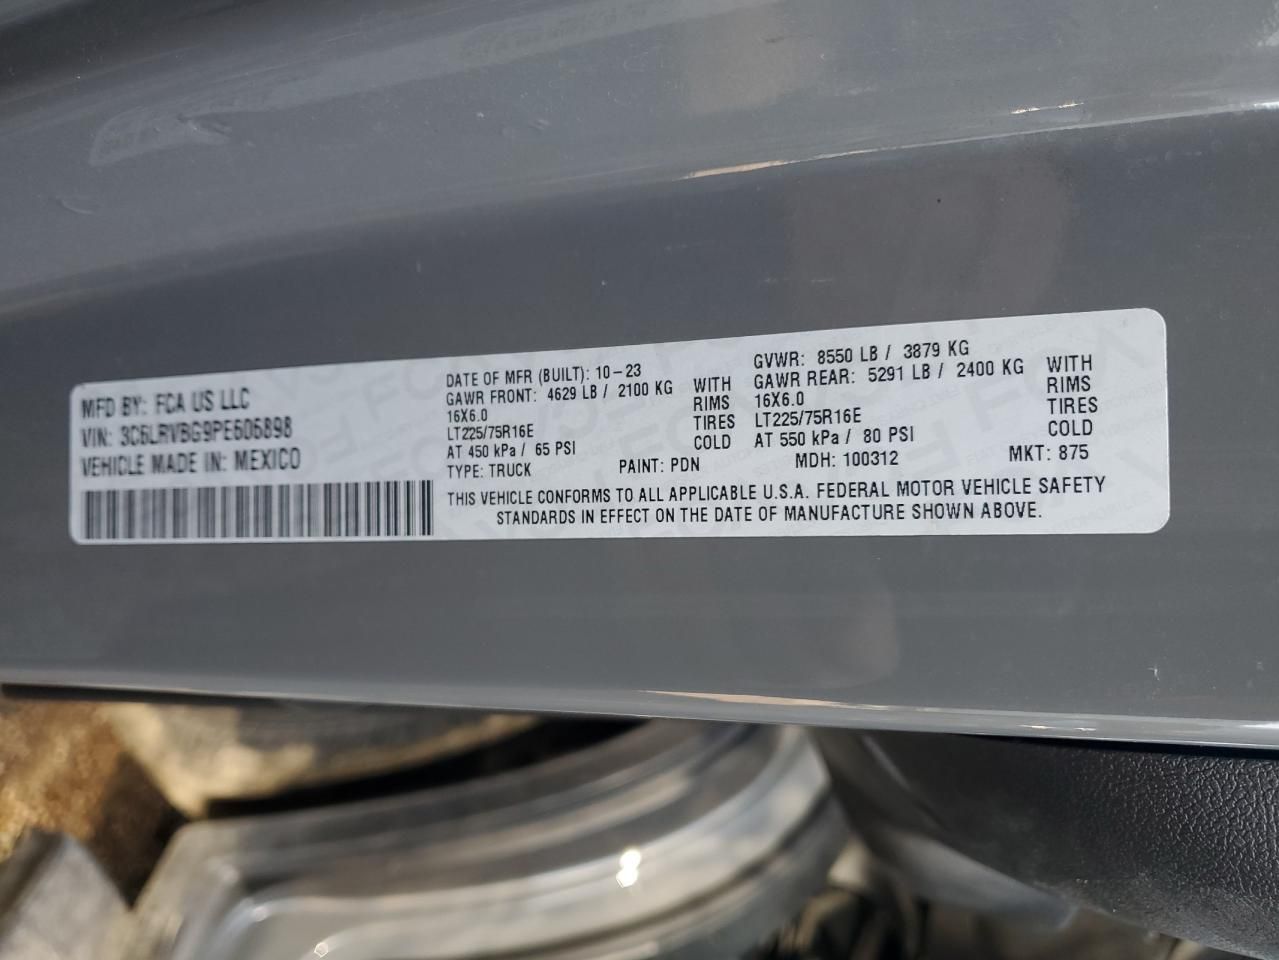 MFD BY: FCA US LLC
VIN: 3C6LRVBG9PE606898
VEHICLE MADE IN: MEXICO
DATE OF MFR (BUILT): 10-23
GAWR FRONT: 4629 LB / 2100 KG WITH
16X6.0 RIMS
LT225/75R16E TIRES
AT 450 kPa / 65 PSI COLD
GVWR: 8550 LB / 3879 KG
GAWR REAR: 5291 LB / 2400 KG WITH
16X6.0 RIMS
LT225/75R16E TIRES
AT 550 kPa / 80 PSI COLD
TYPE: TRUCK PAINT: PDN MDH: 100312 MKT: 875
THIS VEHICLE CONFORMS TO ALL APPLICABLE U.S.A. FEDERAL MOTOR VEHICLE SAFETY
STANDARDS IN EFFECT ON THE DATE OF MANUFACTURE SHOWN ABOVE.